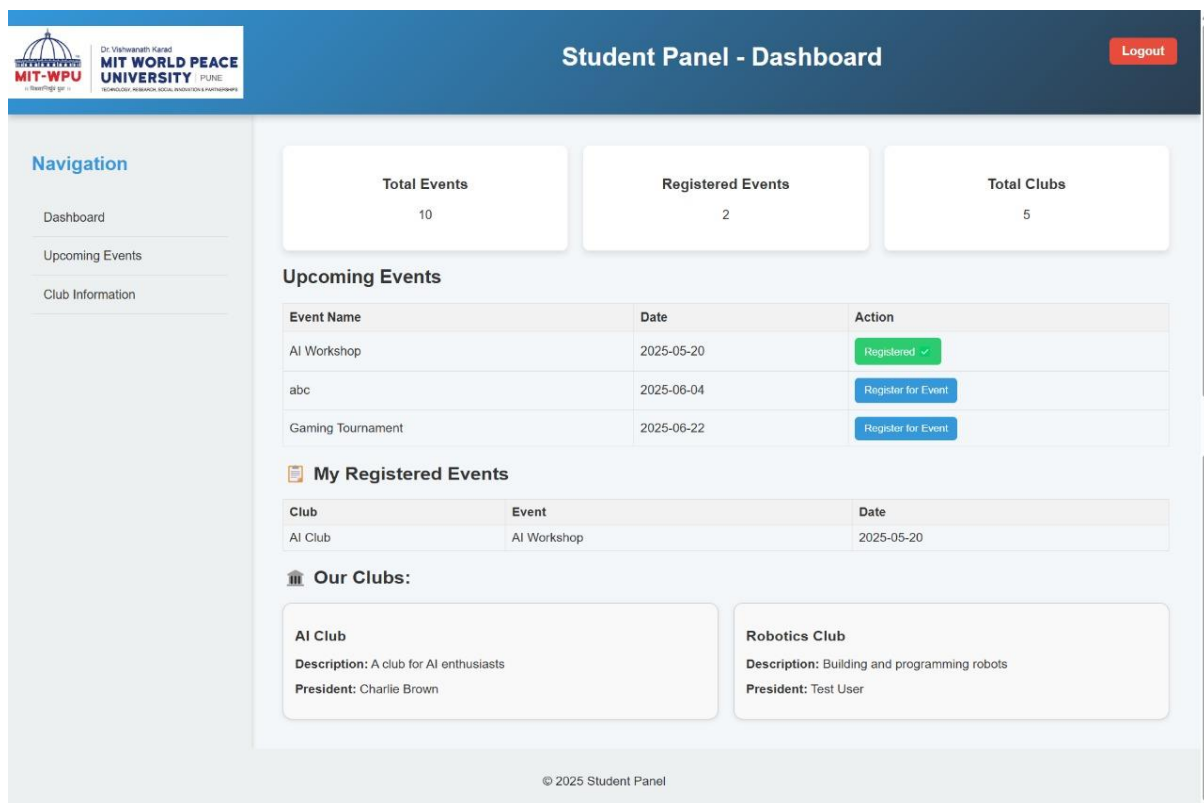 Dr. Vishwanath Karad
MIT WORLD PEACE
UNIVERSITY | PUNE
TECHNOLOGY, RESEARCH, SOCIAL INNOVATION & PARTNERSHIPS
MIT-WPU
Student Panel - Dashboard
Logout
Navigation
Dashboard
Upcoming Events
Club Information
Total Events
10
Registered Events
2
Total Clubs
5
Upcoming Events
Event Name Date Action
AI Workshop 2025-05-20 Registered ✅
abc 2025-06-04 Register for Event
Gaming Tournament 2025-06-22 Register for Event
My Registered Events
Club Event Date
AI Club AI Workshop 2025-05-20
Our Clubs:
AI Club
Description: A club for AI enthusiasts
President: Charlie Brown
Robotics Club
Description: Building and programming robots
President: Test User
© 2025 Student Panel